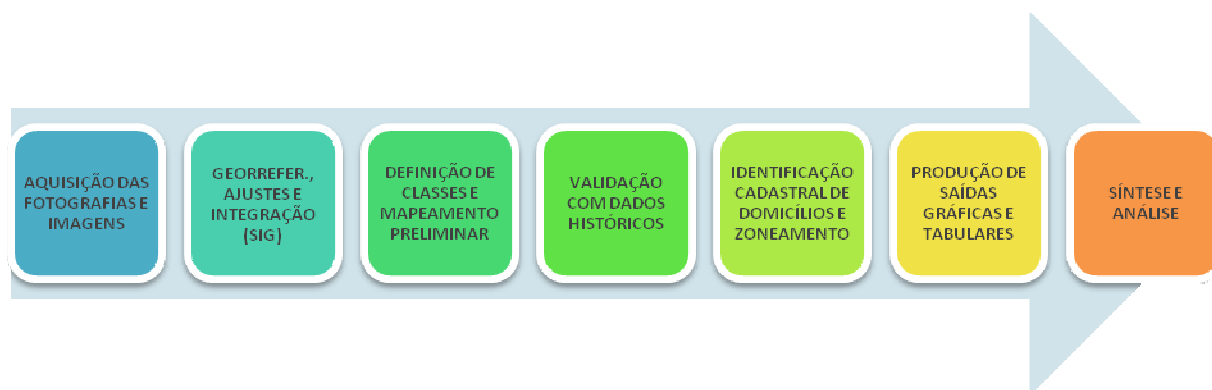 AQUISIÇÃO DAS
FOTOGRAFIAS E
IMAGENS
GEORREFER.,
AJUSTES E
INTEGRAÇÃO
(SIG)
DEFINIÇÃO DE
CLASSES E
MAPEAMENTO
PRELIMINAR
VALIDAÇÃO
COM DADOS
HISTÓRICOS
IDENTIFICAÇÃO
CADASTRAL DE
DOMICÍLIOS E
ZONEAMENTO
PRODUÇÃO DE
SAÍDAS
GRÁFICAS E
TABULARES
SÍNTESE E
ANÁLISE